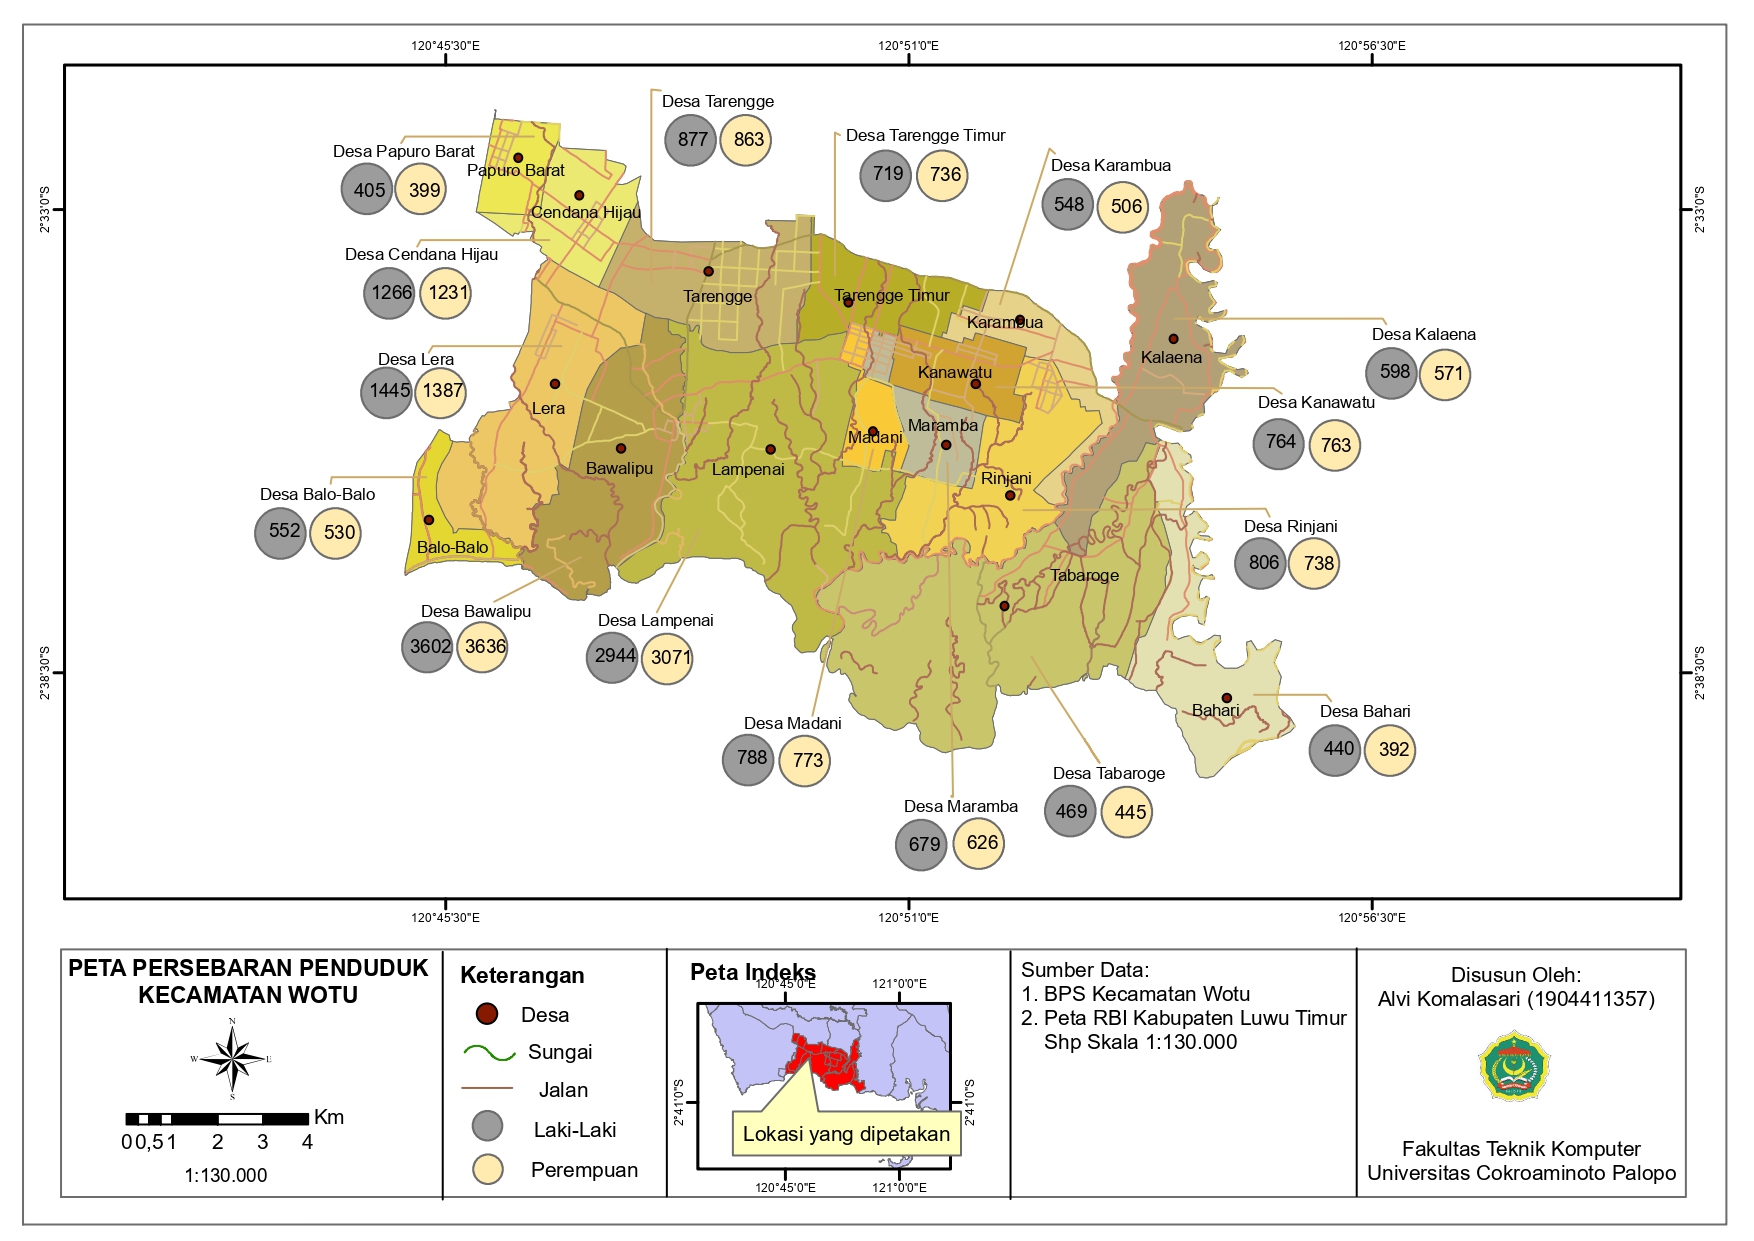 120°45'30"E
120°51'0"E
120°56'30"E
2°33'0"S
2°33'0"S
2°38'30"S
2°38'30"S
Desa Tarengge
877 863
Desa Tarengge Timur
719 736
Desa Papuro Barat
405 399
Papuro Barat
Desa Karambua
548 506
Cendana Hijau
Desa Cendana Hijau
1266 1231
Tarengge
Tarengge Timur
Karambua
Kalaena
Desa Kalaena
598 571
Desa Lera
1445 1387
Lera
Kanawatu
Desa Kanawatu
764 763
Madani
Maramba
Bawalipu
Lampenai
Rinjani
Desa Balo-Balo
552 530
Balo-Balo
Desa Rinjani
806 738
Tabaroge
Desa Bawalipu
3602 3636
Desa Lampenai
2944 3071
Bahari
Desa Bahari
440 392
Desa Madani
788 773
Desa Tabaroge
469 445
Desa Maramba
679 626
120°45'30"E
120°51'0"E
120°56'30"E
PETA PERSEBARAN PENDUDUK
KECAMATAN WOTU
N
W E
S
Km
0 0,5 1 2 3 4
1:130.000
Keterangan
Desa
Sungai
Jalan
Laki-Laki
Perempuan
Peta Indeks
120°45'0"E
121°0'0"E
2°41'0"S
2°41'0"S
Lokasi yang dipetakan
120°45'0"E
121°0'0"E
Sumber Data:
1. BPS Kecamatan Wotu
2. Peta RBI Kabupaten Luwu Timur
Shp Skala 1:130.000
Disusun Oleh:
Alvi Komalasari (1904411357)
Fakultas Teknik Komputer
Universitas Cokroaminoto Palopo